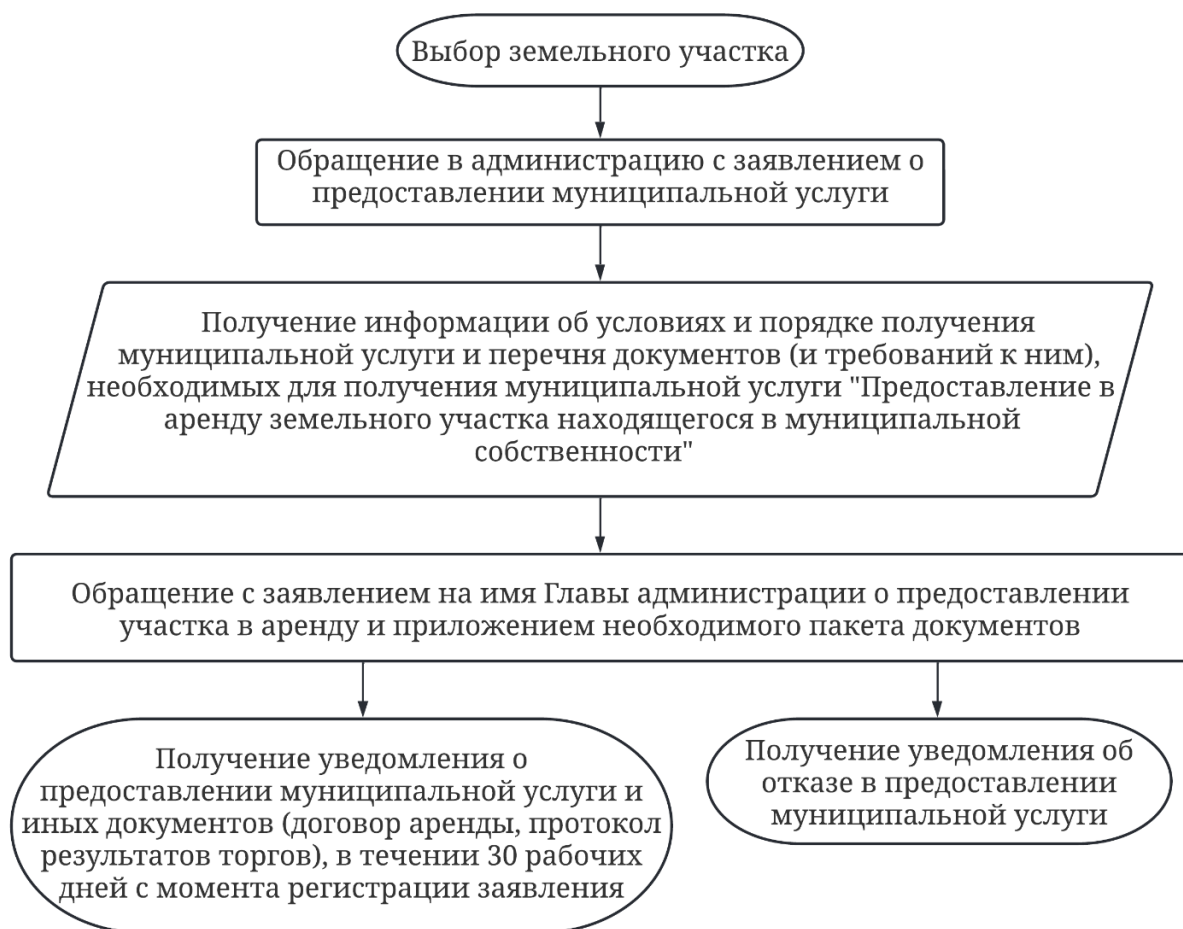 Выбор земельного участка
Обращение в администрацию с заявлением о
предоставлении муниципальной услуги
Получение информации об условиях и порядке получения
муниципальной услуги и перечня документов (и требований к ним),
необходимых для получения муниципальной услуги "Предоставление в
аренду земельного участка находящегося в муниципальной
собственности"
Обращение с заявлением на имя Главы администрации о предоставлении
участка в аренду и приложением необходимого пакета документов
Получение уведомления о
предоставлении муниципальной услуги и
иных документов (договор аренды, протокол
результатов торгов), в течении 30 рабочих
дней с момента регистрации заявления
Получение уведомления об
отказе в предоставлении
муниципальной услуги